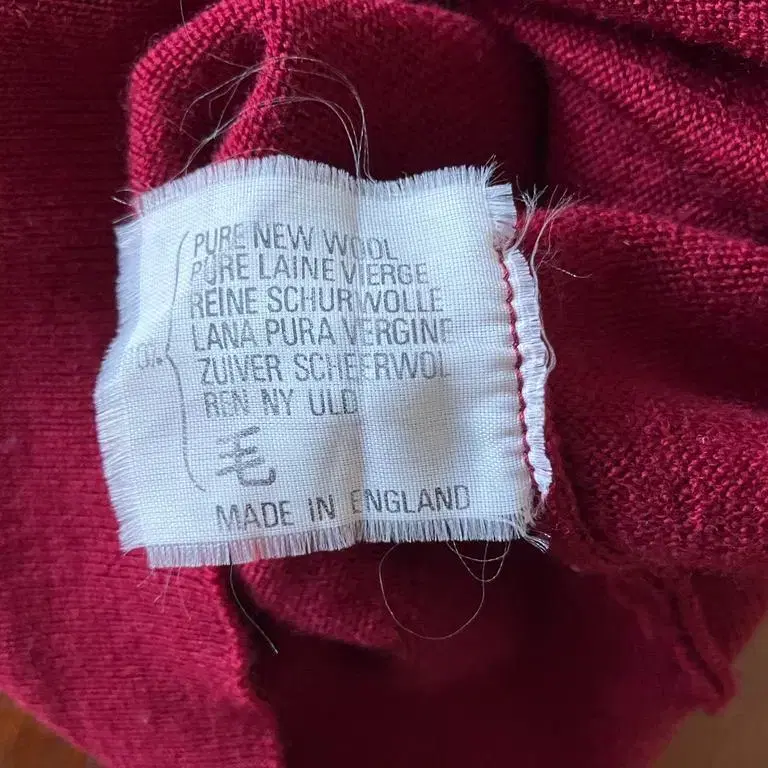 PURE NEW WOOL
PURE LAINE VIERGE
REINE SCHURWOLLE
LANA PURA VERGINE
ZUIVER SCHEERWOL
REN NY ULD
毛
MADE IN ENGLAND